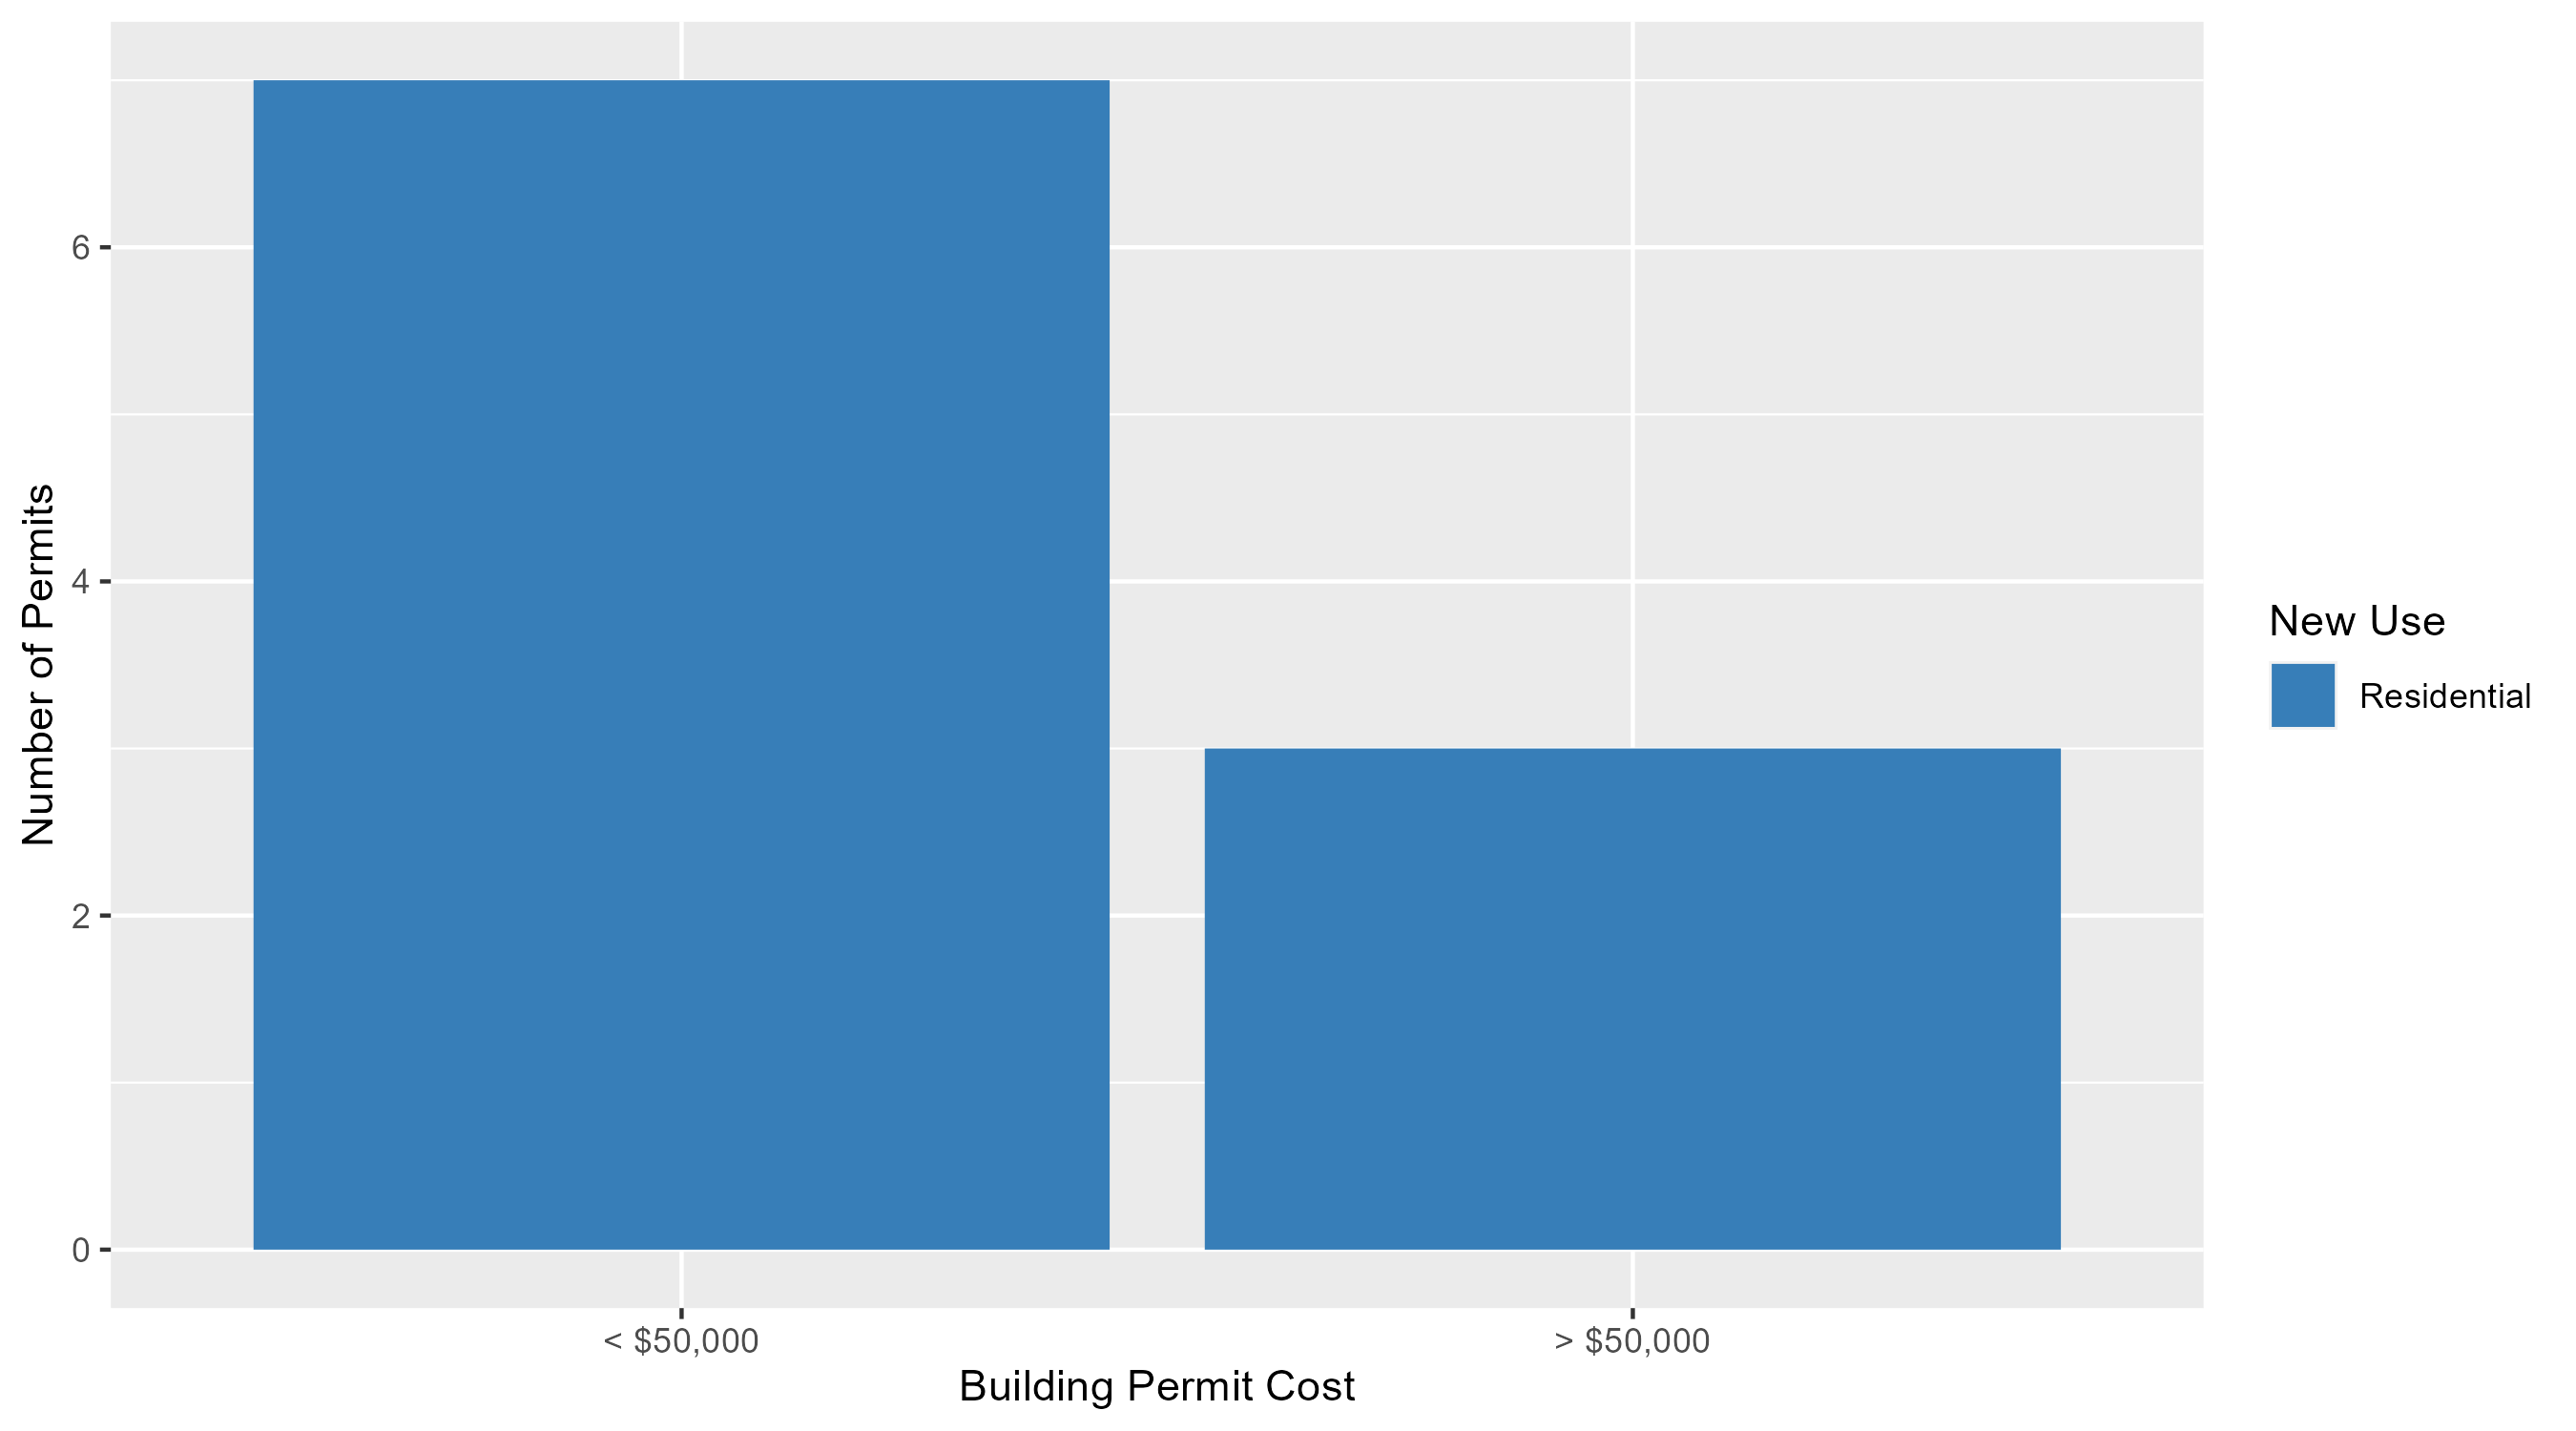 Number of Permits
6
4
2
0
< $50,000
> $50,000
Building Permit Cost
New Use
Residential